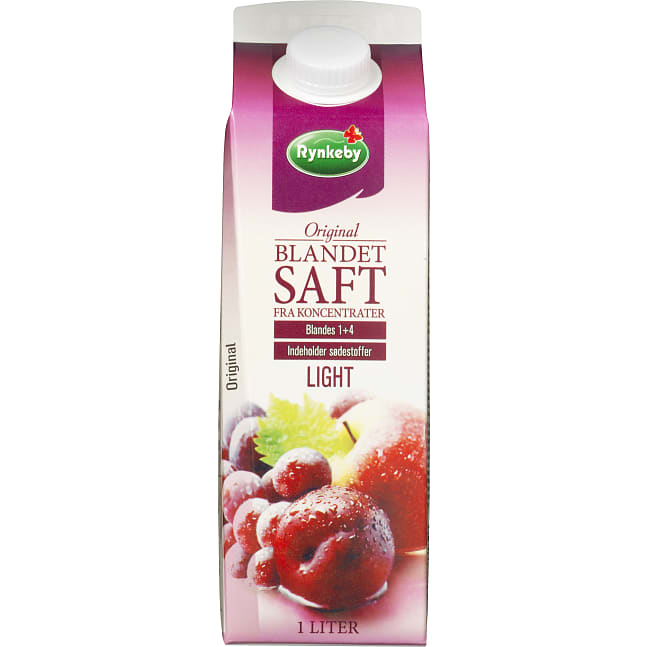 Rynkeby
Original
BLANDET
SAFT
FRA KONCENTRATER
Blandes 1+4
Indeholder sødestoffer
LIGHT
Original
1 LITER